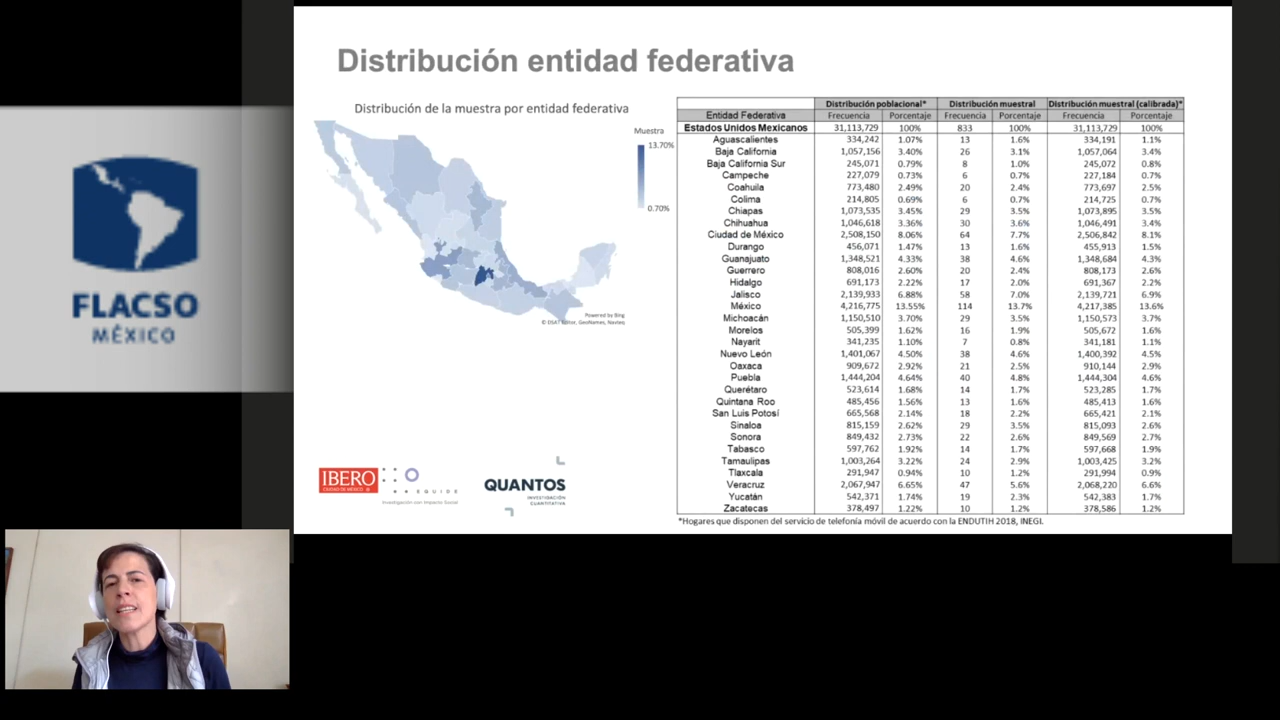 Distribución entidad federativa
Distribución de la muestra por entidad federativa
Muestra
13.70%
0.70%
Powered by Bing
© DSAT Editor, GeoNames, Navteq
FLACSO
MÉXICO
IBERO
CIUDAD DE MÉXICO
EQUIDE
Investigación con Impacto Social
QUANTOS
INVESTIGACIÓN
CUANTITATIVA
Distribución poblacional* Distribución muestral Distribución muestral (calibrada)*
Entidad Federativa Frecuencia Porcentaje Frecuencia Porcentaje Frecuencia Porcentaje
Estados Unidos Mexicanos 31,113,729 100% 833 100% 31,113,729 100%
Aguascalientes 334,242 1.07% 13 1.6% 334,191 1.1%
Baja California 1,057,156 3.40% 26 3.1% 1,057,064 3.4%
Baja California Sur 245,071 0.79% 8 1.0% 245,072 0.8%
Campeche 227,079 0.73% 6 0.7% 227,184 0.7%
Coahuila 773,480 2.49% 20 2.4% 773,697 2.5%
Colima 214,805 0.69% 6 0.7% 214,725 0.7%
Chiapas 1,073,535 3.45% 29 3.5% 1,073,895 3.5%
Chihuahua 1,046,618 3.36% 30 3.6% 1,046,491 3.4%
Ciudad de México 2,508,150 8.06% 64 7.7% 2,506,842 8.1%
Durango 456,071 1.47% 13 1.6% 455,913 1.5%
Guanajuato 1,348,521 4.33% 38 4.6% 1,348,684 4.3%
Guerrero 808,016 2.60% 20 2.4% 808,173 2.6%
Hidalgo 691,173 2.22% 17 2.0% 691,367 2.2%
Jalisco 2,139,933 6.88% 58 7.0% 2,139,721 6.9%
México 4,216,775 13.55% 114 13.7% 4,217,385 13.6%
Michoacán 1,150,510 3.70% 29 3.5% 1,150,573 3.7%
Morelos 505,399 1.62% 16 1.9% 505,672 1.6%
Nayarit 341,235 1.10% 7 0.8% 341,181 1.1%
Nuevo León 1,401,067 4.50% 38 4.6% 1,400,392 4.5%
Oaxaca 909,672 2.92% 21 2.5% 910,144 2.9%
Puebla 1,444,204 4.64% 40 4.8% 1,444,304 4.6%
Querétaro 523,614 1.68% 14 1.7% 523,285 1.7%
Quintana Roo 485,456 1.56% 13 1.6% 485,413 1.6%
San Luis Potosí 665,568 2.14% 18 2.2% 665,421 2.1%
Sinaloa 815,159 2.62% 29 3.5% 815,093 2.6%
Sonora 849,432 2.73% 22 2.6% 849,569 2.7%
Tabasco 597,762 1.92% 14 1.7% 597,668 1.9%
Tamaulipas 1,003,264 3.22% 24 2.9% 1,003,425 3.2%
Tlaxcala 291,947 0.94% 10 1.2% 291,994 0.9%
Veracruz 2,067,947 6.65% 47 5.6% 2,068,220 6.6%
Yucatán 542,371 1.74% 19 2.3% 542,383 1.7%
Zacatecas 378,497 1.22% 10 1.2% 378,586 1.2%
*Hogares que disponen del servicio de telefonía móvil de acuerdo con la ENDUTIH 2018, INEGI.